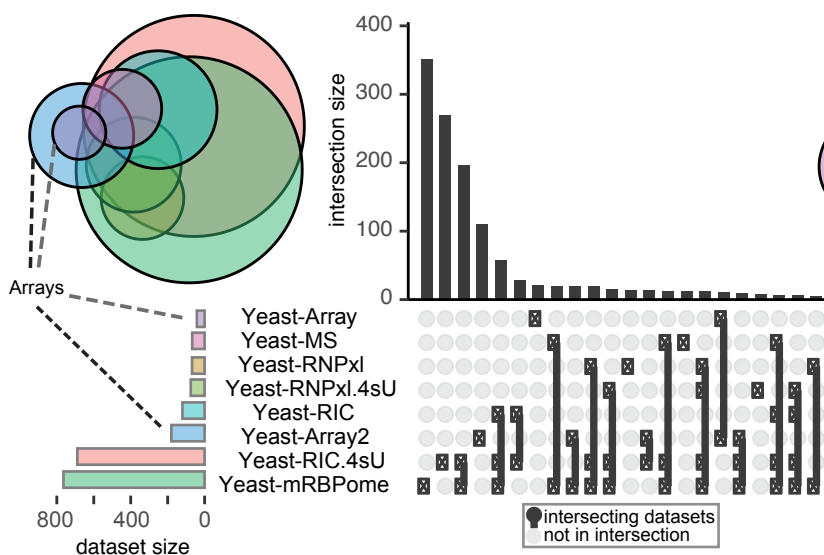 400
300
200
100
0
intersection size
Arrays
Yeast-Array
Yeast-MS
Yeast-RNPxl
Yeast-RNPxl.4sU
Yeast-RIC
Yeast-Array2
Yeast-RIC.4sU
Yeast-mRBPome
800 400 0
dataset size
intersecting datasets
not in intersection